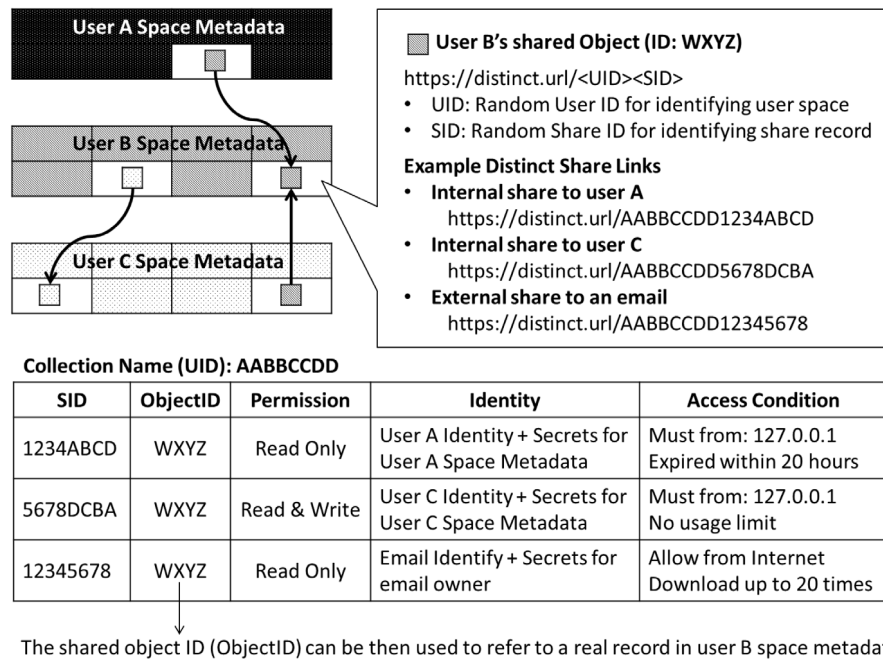 User A Space Metadata
User B Space Metadata
User C Space Metadata
User B's shared Object (ID: WXYZ)
https://distinct.url/<UID><SID>
• UID: Random User ID for identifying user space
• SID: Random Share ID for identifying share record
Example Distinct Share Links
• Internal share to user A
https://distinct.url/AABBCCDD1234ABCD
• Internal share to user C
https://distinct.url/AABBCCDD5678DCBA
• External share to an email
https://distinct.url/AABBCCDD12345678
Collection Name (UID): AABBCCDD
SID ObjectID Permission Identity Access Condition
1234ABCD WXYZ Read Only User A Identity + Secrets for User A Space Metadata Must from: 127.0.0.1 Expired within 20 hours
5678DCBA WXYZ Read & Write User C Identity + Secrets for User C Space Metadata Must from: 127.0.0.1 No usage limit
12345678 WXYZ Read Only Email Identify + Secrets for email owner Allow from Internet Download up to 20 times
The shared object ID (ObjectID) can be then used to refer to a real record in user B space metada